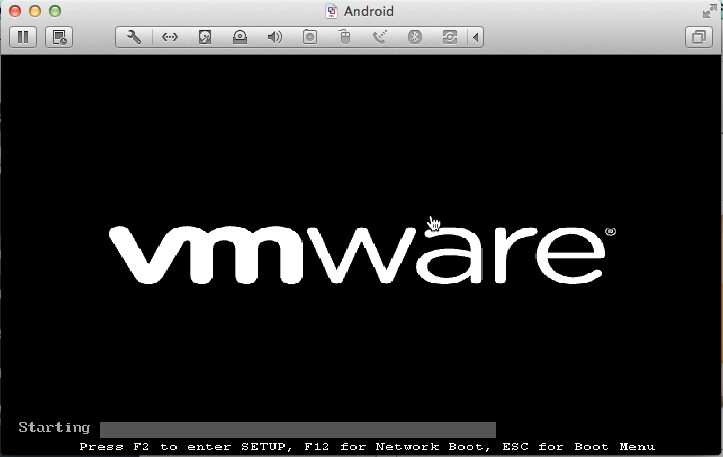 Android
vmware®
Starting
Press F2 to enter SETUP, F12 for Network Boot, ESC for Boot Menu